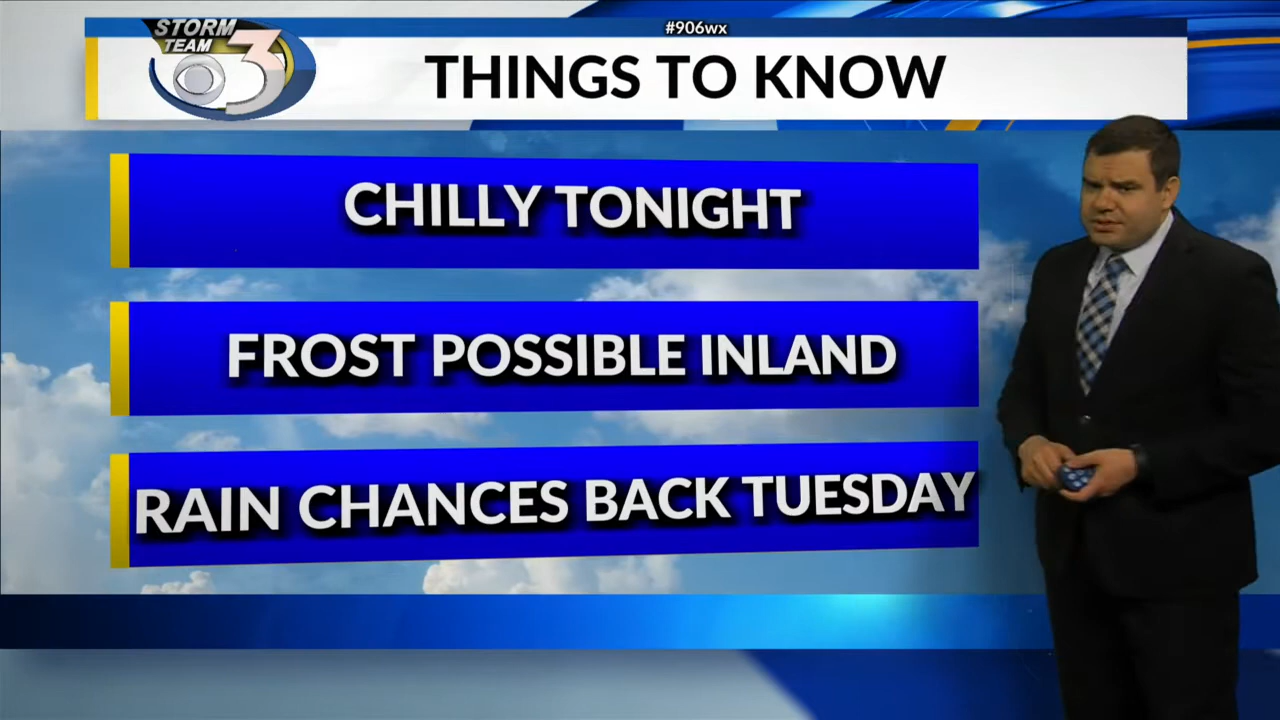 #906wx
STORM
TEAM
3
THINGS TO KNOW
CHILLY TONIGHT
FROST POSSIBLE INLAND
RAIN CHANCES BACK TUESDAY